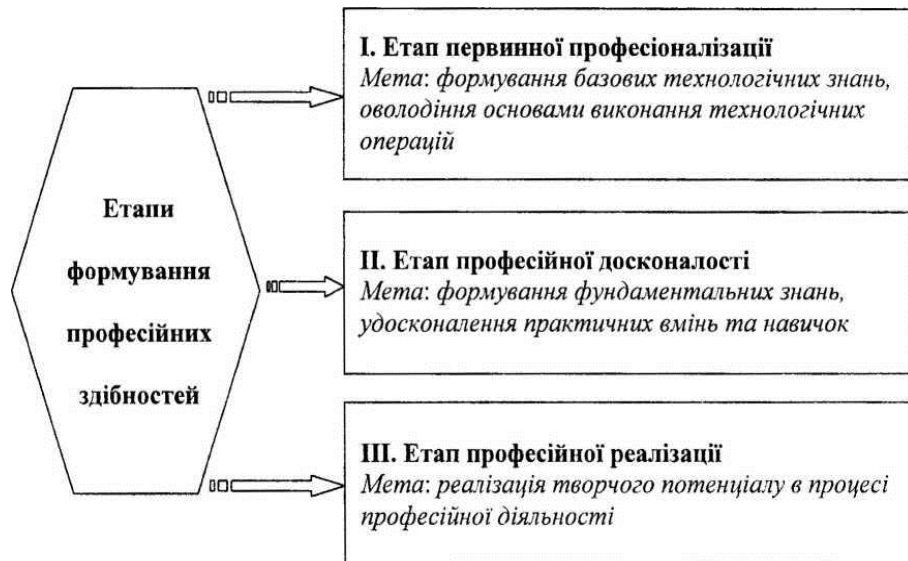 Етапи
формування
професійних
здібностей
І. Етап первинної професіоналізації
Мета: формування базових технологічних знань,
оволодіння основами виконання технологічних
операцій
ІІ. Етап професійної досконалості
Мета: формування фундаментальних знань,
удосконалення практичних вмінь та навичок
ІІІ. Етап професійної реалізації
Мета: реалізація творчого потенціалу в процесі
професійної діяльності